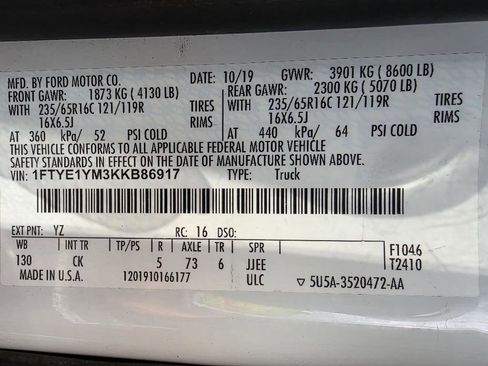 MFD. BY FORD MOTOR CO. DATE: 10/19 GVWR: 3901 KG ( 8600 LB)
FRONT GAWR: 1873 KG ( 4130 LB) REAR GAWR: 2300 KG ( 5070 LB)
WITH 235/65R16C 121/119R TIRES WITH 235/65R16C 121/119R TIRES
16X6.5J RIMS 16X6.5J RIMS
AT 360 kPa/ 52 PSI COLD AT 440 kPa/ 64 PSI COLD
THIS VEHICLE CONFORMS TO ALL APPLICABLE FEDERAL MOTOR VEHICLE
SAFETY STANDARDS IN EFFECT ON THE DATE OF MANUFACTURE SHOWN ABOVE.
VIN: 1FTYE1YM3KKB86917 TYPE: Truck
EXT PNT: YZ RC: 16 DSO:
WB INT TR TP/PS R AXLE TR SPR F1046
130 CK 5 73 6 JJEE T2410
MADE IN U.S.A. 1201910166177 ULC ▽ 5U5A-3520472-AA